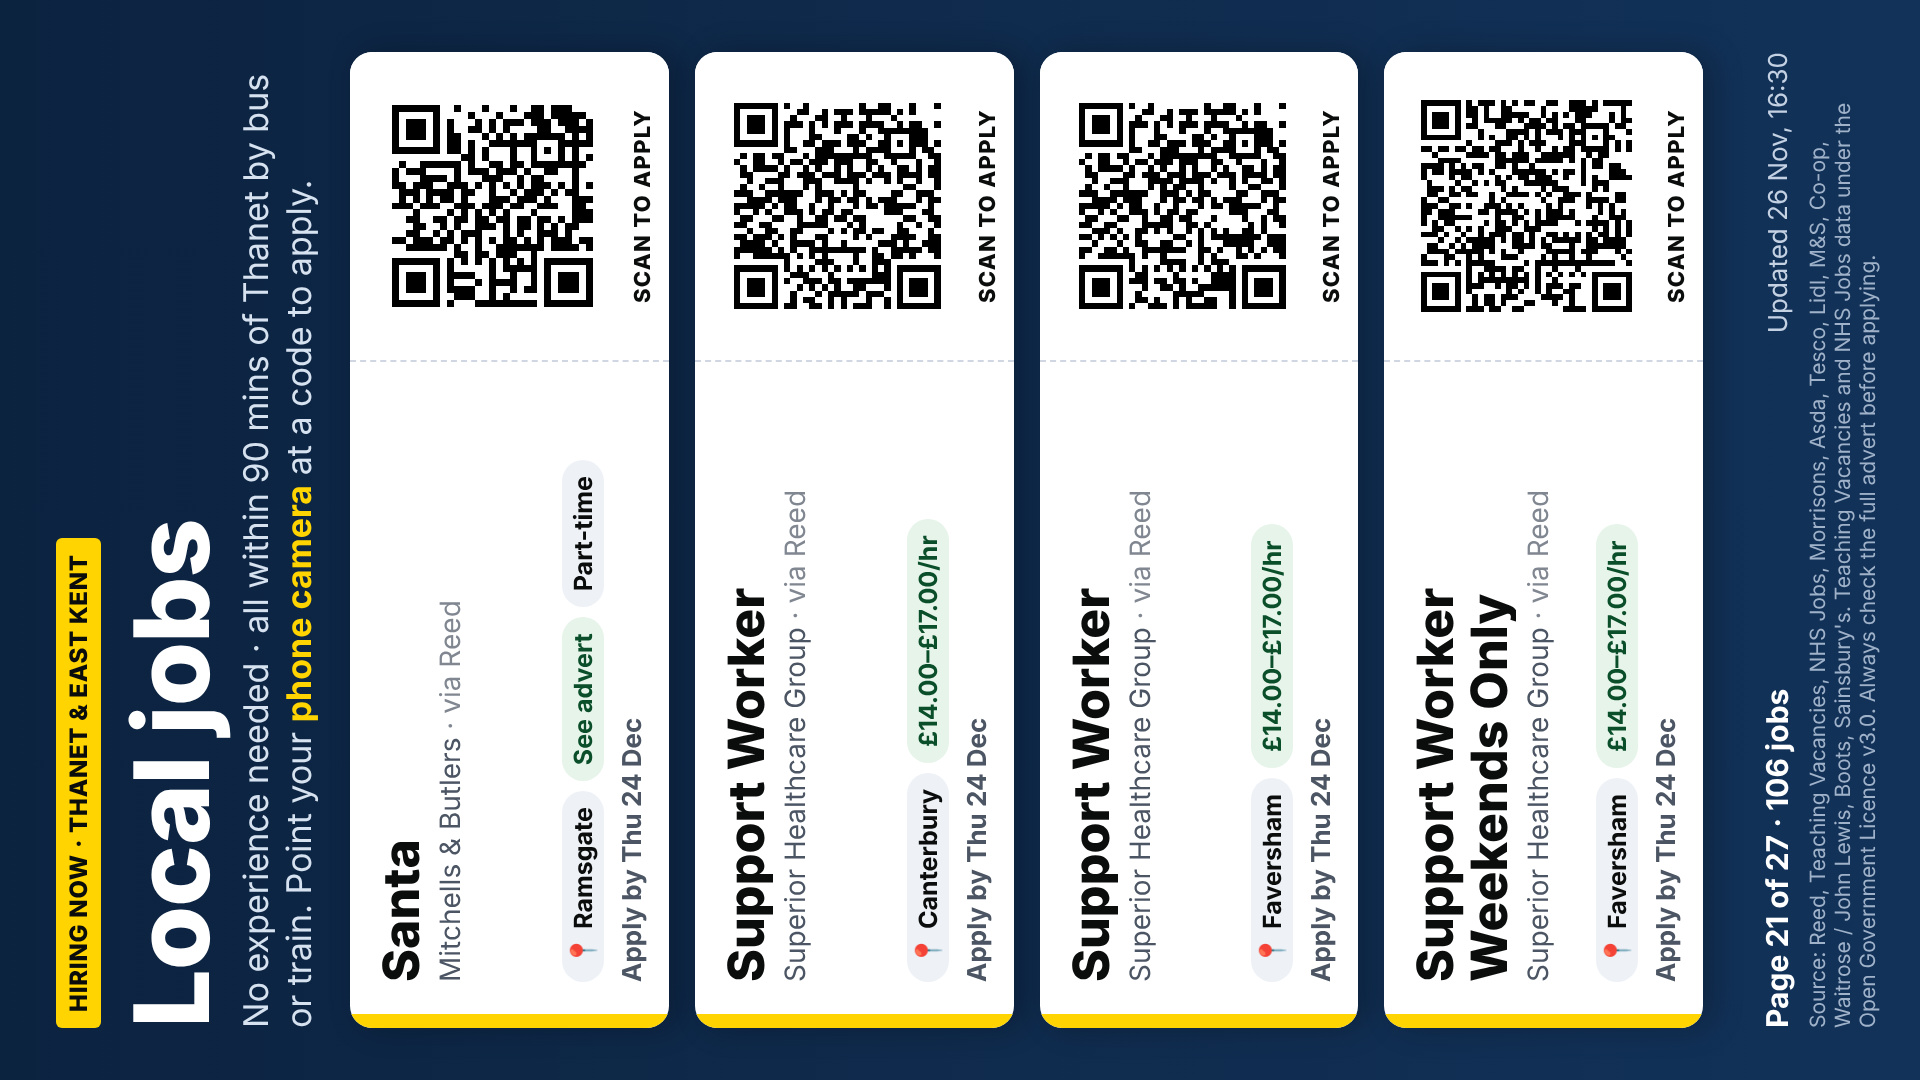 HIRING NOW · THANET & EAST KENT
Local jobs
No experience needed · all within 90 mins of Thanet by bus
or train. Point your phone camera at a code to apply.
Santa
Mitchells & Butlers · via Reed
📍 Ramsgate See advert Part-time
Apply by Thu 24 Dec
SCAN TO APPLY
Support Worker
Superior Healthcare Group · via Reed
📍 Canterbury £14.00–£17.00/hr
Apply by Thu 24 Dec
SCAN TO APPLY
Support Worker
Superior Healthcare Group · via Reed
📍 Faversham £14.00–£17.00/hr
Apply by Thu 24 Dec
SCAN TO APPLY
Support Worker
Weekends Only
Superior Healthcare Group · via Reed
📍 Faversham £14.00–£17.00/hr
Apply by Thu 24 Dec
SCAN TO APPLY
Page 21 of 27 · 106 jobs
Updated 26 Nov, 16:30
Source: Reed, Teaching Vacancies, NHS Jobs, Morrisons, Asda, Tesco, Lidl, M&S, Co-op,
Waitrose / John Lewis, Boots, Sainsbury's. Teaching Vacancies and NHS Jobs data under the
Open Government Licence v3.0. Always check the full advert before applying.